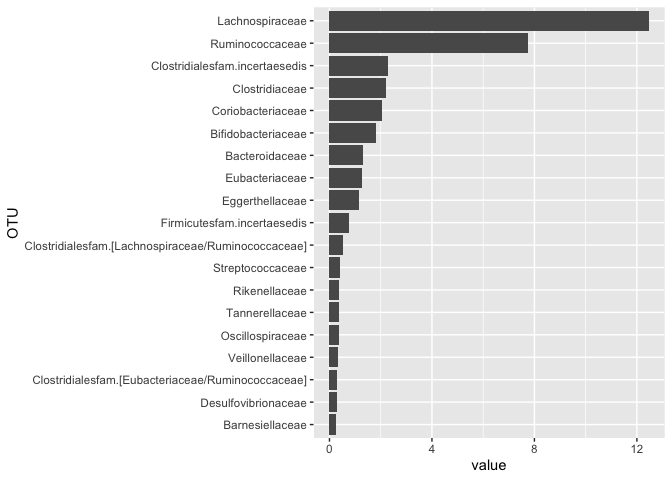 Lachnospiraceae
Ruminococcaceae
Clostridialesfam.incertaesedis
Clostridiaceae
Coriobacteriaceae
Bifidobacteriaceae
Bacteroidaceae
Eubacteriaceae
Eggerthellaceae
Firmicutesfam.incertaesedis
Clostridialesfam.[Lachnospiraceae/Ruminococcaceae]
Streptococcaceae
Rikenellaceae
Tannerellaceae
Oscillospiraceae
Veillonellaceae
Clostridialesfam.[Eubacteriaceae/Ruminococcaceae]
Desulfovibrionaceae
Barnesiellaceae
OTU
0 4 8 12
value